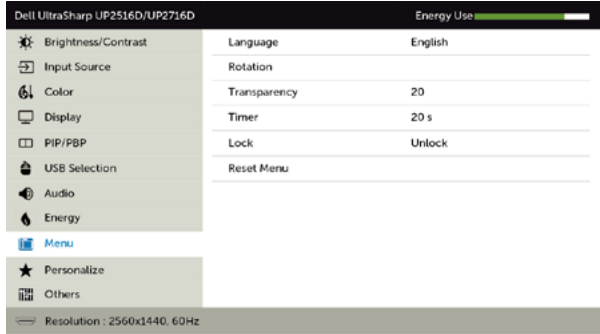 Dell UltraSharp UP2516D/UP2716D Energy Use
Brightness/Contrast Language English
Input Source Rotation
Color Transparency 20
Display Timer 20 s
PIP/PBP Lock Unlock
USB Selection Reset Menu
Audio
Energy
Menu
Personalize
Others
Resolution : 2560x1440, 60Hz